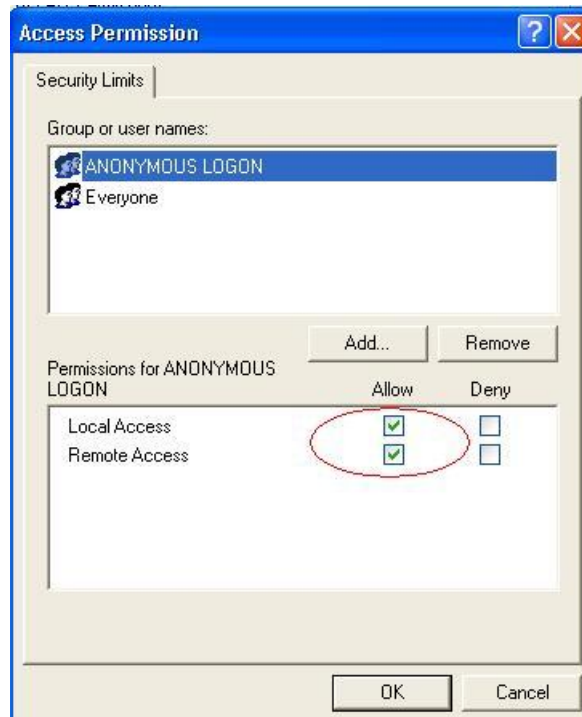 Access Permission
Security Limits
Group or user names:
ANONYMOUS LOGON
Everyone
Add... Remove
Permissions for ANONYMOUS
LOGON Allow Deny
Local Access
Remote Access
OK Cancel